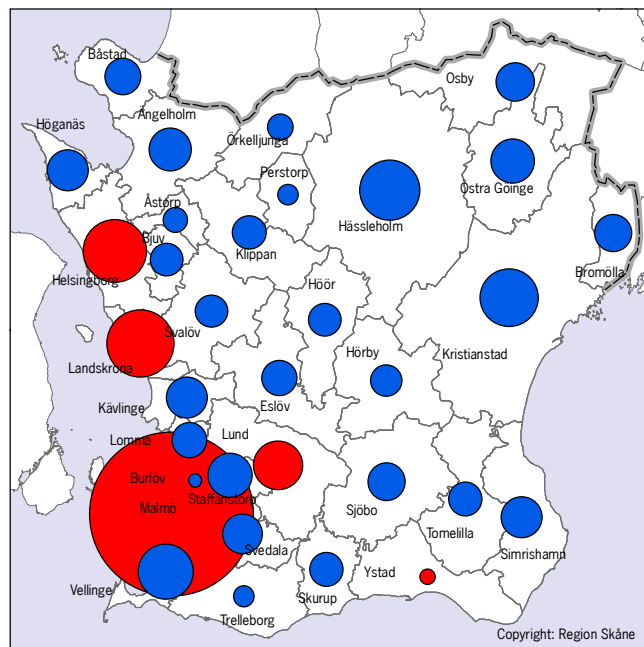 Båstad
Osby
Ängelholm
Höganäs
Örkelljunga
Perstorp
Östra Göinge
Åstorp
Hässleholm
Bjuv
Klippan
Bromölla
Helsingborg
Höör
Svalöv
Kristianstad
Hörby
Landskrona
Eslöv
Kävlinge
Lund
Lomma
Burlöv
Staffanstorp
Malmö
Sjöbo
Tomelilla
Svedala
Simrishamn
Ystad
Vellinge
Skurup
Trelleborg
Copyright: Region Skåne